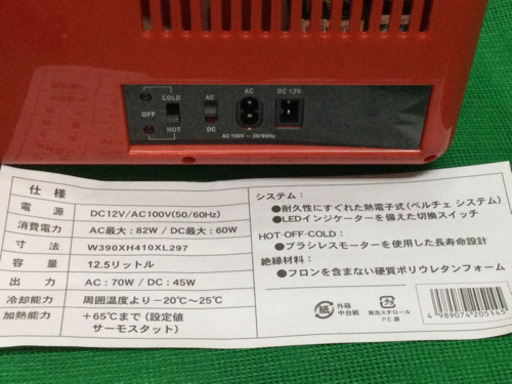 COLD
OFF
HOT
AC
DC
AC
DC 12V
AC 100V ～ 50/60Hz
仕様
電源 DC12V/AC100V(50/60Hz)
消費電力 AC最大：82W / DC最大：60W
寸法 W390XH410XL297
容量 12.5リットル
出力 AC：70W / DC：45W
冷却能力 周囲温度より－20℃～25℃
加熱能力 ＋65℃まで（設定値
サーモスタット）
システム：
●耐久性にすぐれた熱電子式(ペルチェ システム)
●LEDインジケーターを備えた切換スイッチ
HOT-OFF-COLD：
●ブラシレスモーターを使用した長寿命設計
絶縁材料：
●フロンを含まない硬質ポリウレタンフォーム
紙
外箱
中台紙
プラ
発泡スチロール
P.E.袋
4 989074 205145